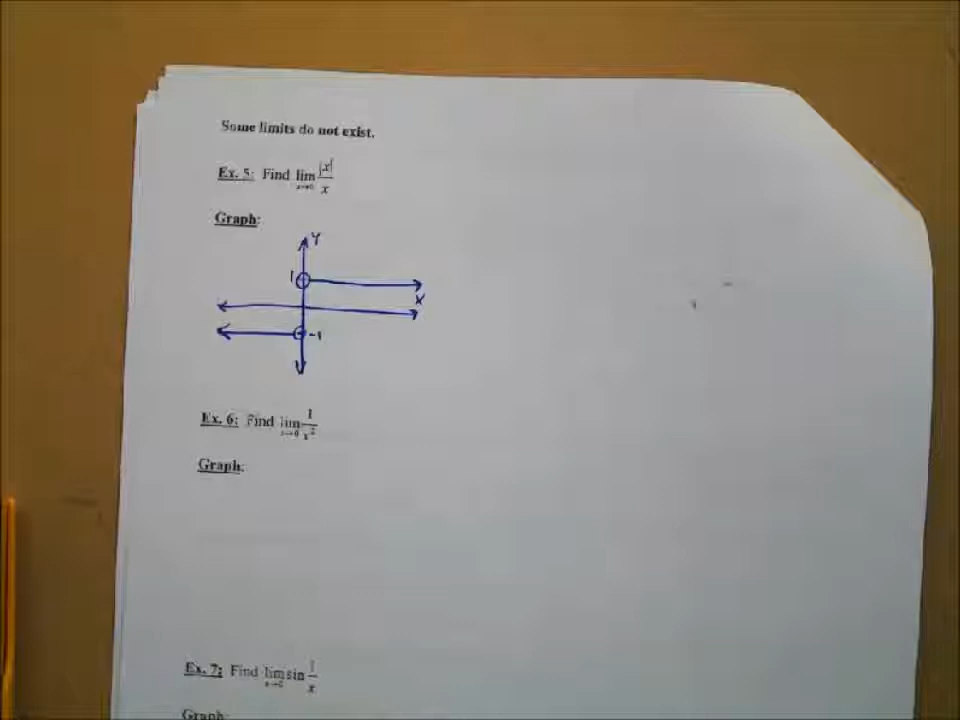 Some limits do not exist.
Ex. 5: Find lim x→0 |x|/x
Graph:
Y
1
X
-1
Ex. 6: Find lim x→0 1/x²
Graph:
Ex. 7: Find lim x→0 sin 1/x
Graph: